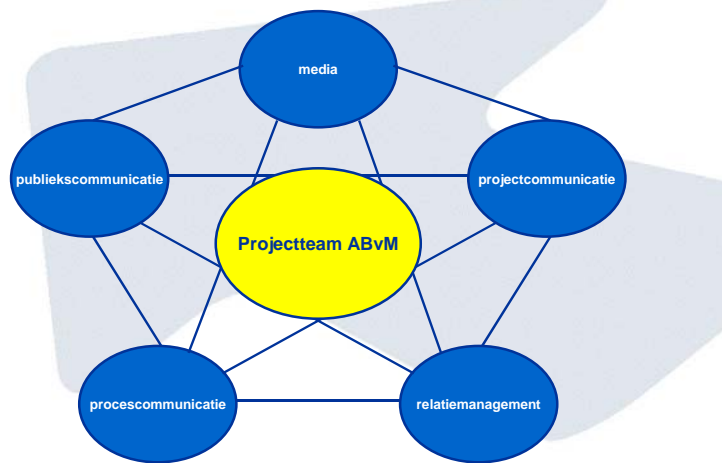 media
publiekscommunicatie
projectcommunicatie
Projectteam ABvM
procescommunicatie
relatiemanagement